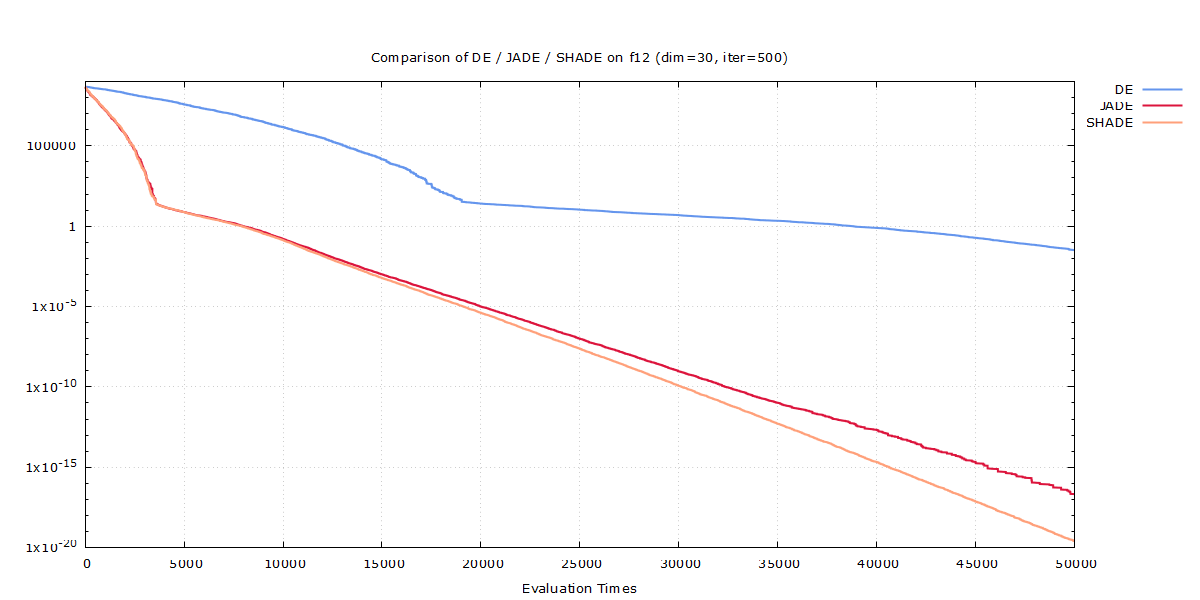 Comparison of DE / JADE / SHADE on f12 (dim=30, iter=500)
DE
JADE
SHADE
100000
1
1x10-5
1x10-10
1x10-15
1x10-20
0 5000 10000 15000 20000 25000 30000 35000 40000 45000 50000
Evaluation Times